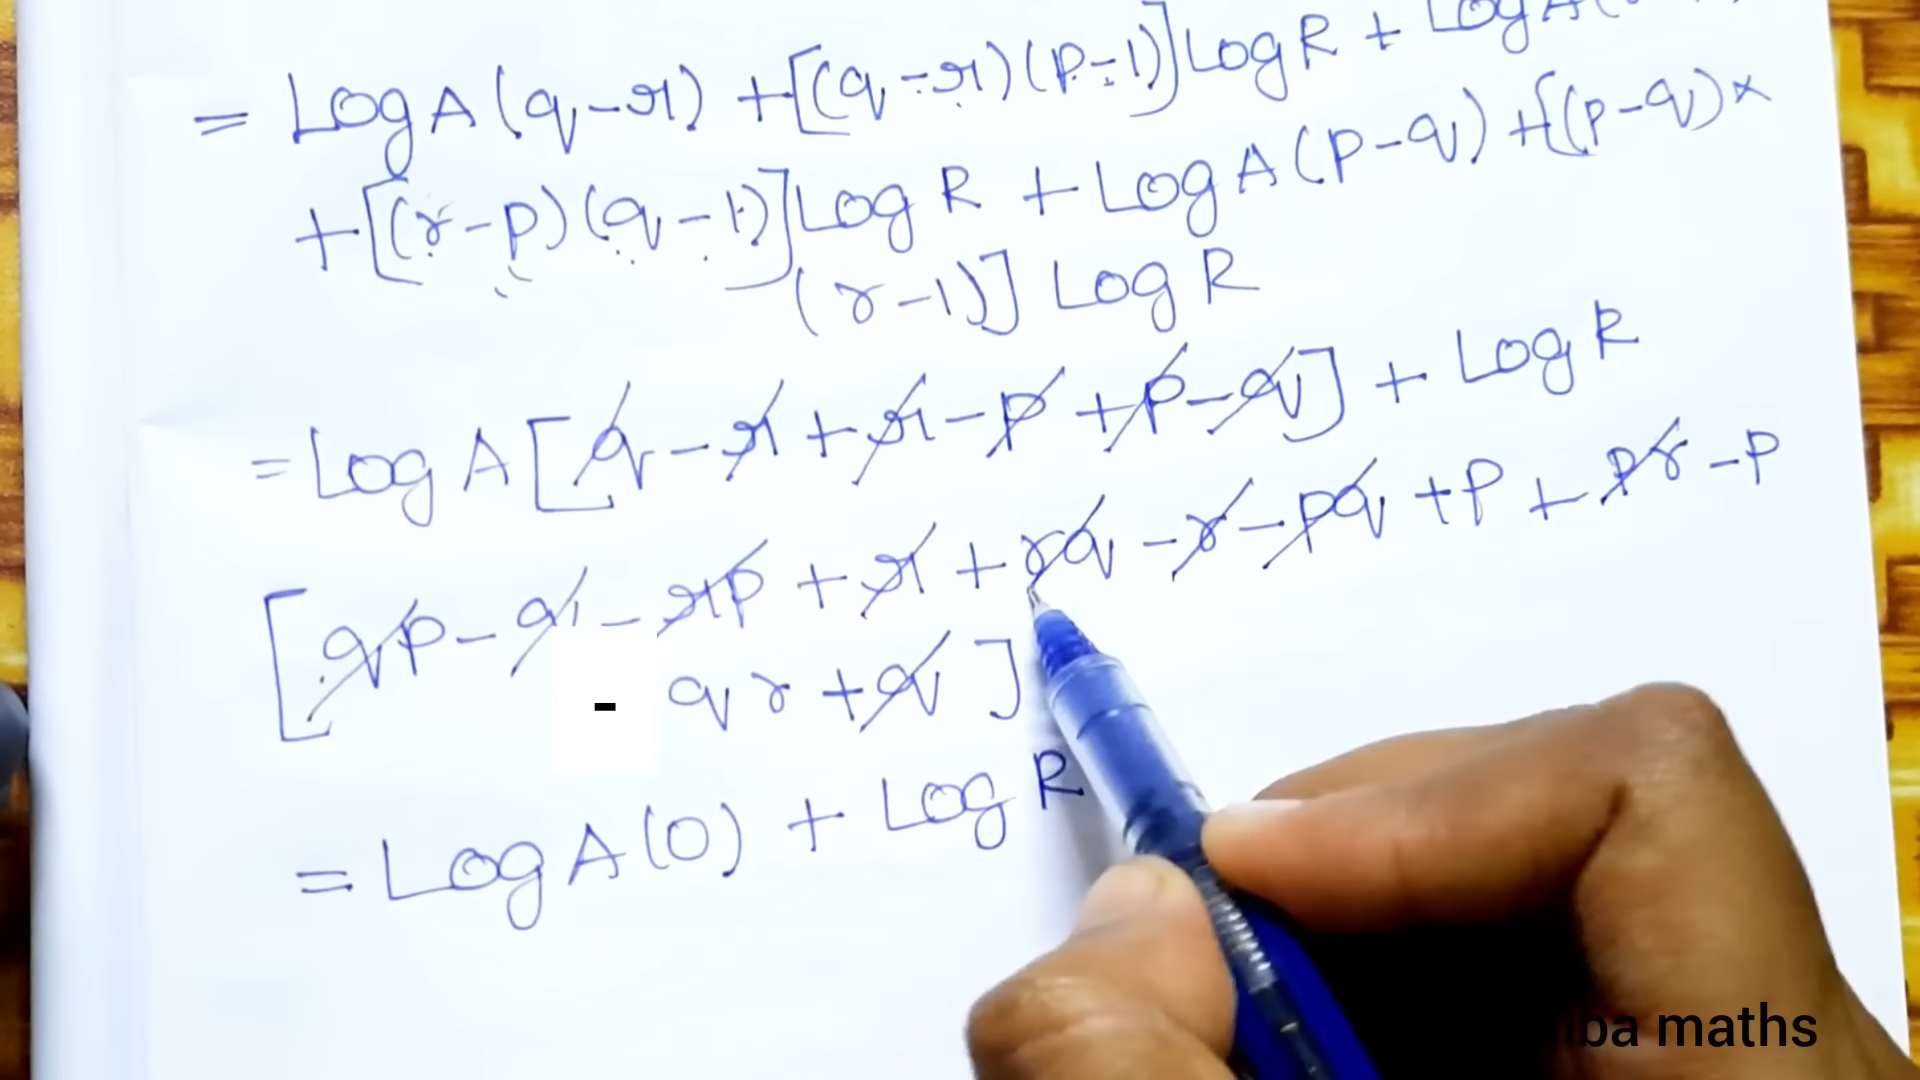 = Log A (q-r) + [(q-r)(p-1)] Log R + Log A (
+ [(r-p)(q-1)] Log R + Log A (p-q) + [(p-q)×
(r-1)] Log R
= Log A [q-r+r-p+p-q] + Log R
[qp-q-rp+r+rq-r-pq+p+pr-p
- qr+q]
= Log A (0) + Log R
ba maths